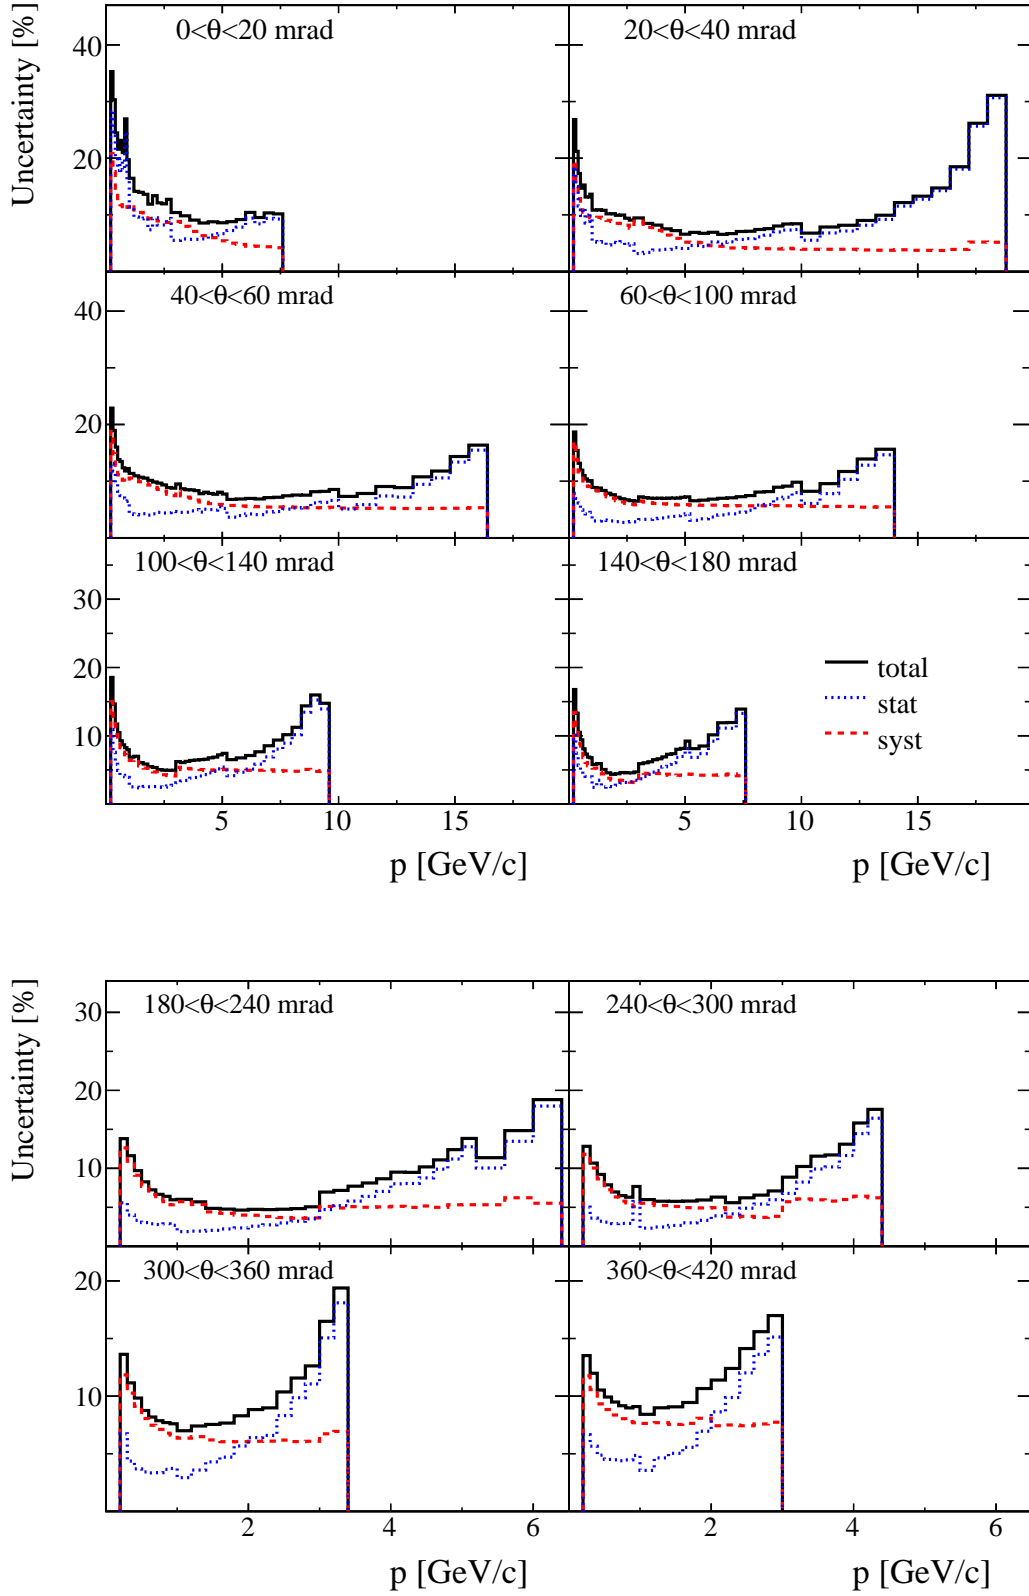 Uncertainty [%]
0<θ<20 mrad
20<θ<40 mrad
40
20
40<θ<60 mrad
60<θ<100 mrad
40
20
100<θ<140 mrad
140<θ<180 mrad
30
20
10
total
stat
syst
5 10 15
5 10 15
p [GeV/c]
p [GeV/c]
Uncertainty [%]
180<θ<240 mrad
240<θ<300 mrad
30
20
10
300<θ<360 mrad
360<θ<420 mrad
20
10
2 4 6
2 4 6
p [GeV/c]
p [GeV/c]